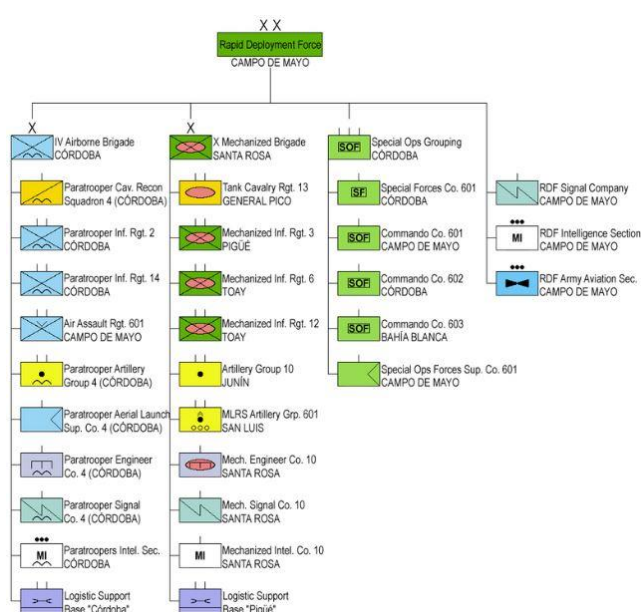 X X
Rapid Deployment Force
CAMPO DE MAYO
X
IV Airborne Brigade
CÓRDOBA
Paratrooper Cav. Recon
Squadron 4 (CÓRDOBA)
Paratrooper Inf. Rgt. 2
CÓRDOBA
Paratrooper Inf. Rgt. 14
CÓRDOBA
Air Assault Rgt. 601
CAMPO DE MAYO
Paratrooper Artillery
Group 4 (CÓRDOBA)
Paratrooper Aerial Launch
Sup. Co. 4 (CÓRDOBA)
Paratrooper Engineer
Co. 4 (CÓRDOBA)
Paratrooper Signal
Co. 4 (CÓRDOBA)
MI
Paratroopers Intel. Sec.
CÓRDOBA
Logistic Support
Base "Córdoba"
X
X Mechanized Brigade
SANTA ROSA
Tank Cavalry Rgt. 13
GENERAL PICO
Mechanized Inf. Rgt. 3
PIGÜÉ
Mechanized Inf. Rgt. 6
TOAY
Mechanized Inf. Rgt. 12
TOAY
Artillery Group 10
JUNÍN
MLRS Artillery Grp. 601
SAN LUIS
Mech. Engineer Co. 10
SANTA ROSA
Mech. Signal Co. 10
SANTA ROSA
MI
Mechanized Intel. Co. 10
SANTA ROSA
Logistic Support
Base "Pigüé"
SOF
Special Ops Grouping
CÓRDOBA
SF
Special Forces Co. 601
CÓRDOBA
SOF
Commando Co. 601
CAMPO DE MAYO
SOF
Commando Co. 602
CÓRDOBA
SOF
Commando Co. 603
BAHÍA BLANCA
Special Ops Forces Sup. Co. 601
CAMPO DE MAYO
RDF Signal Company
CAMPO DE MAYO
MI
RDF Intelligence Section
CAMPO DE MAYO
RDF Army Aviation Sec.
CAMPO DE MAYO